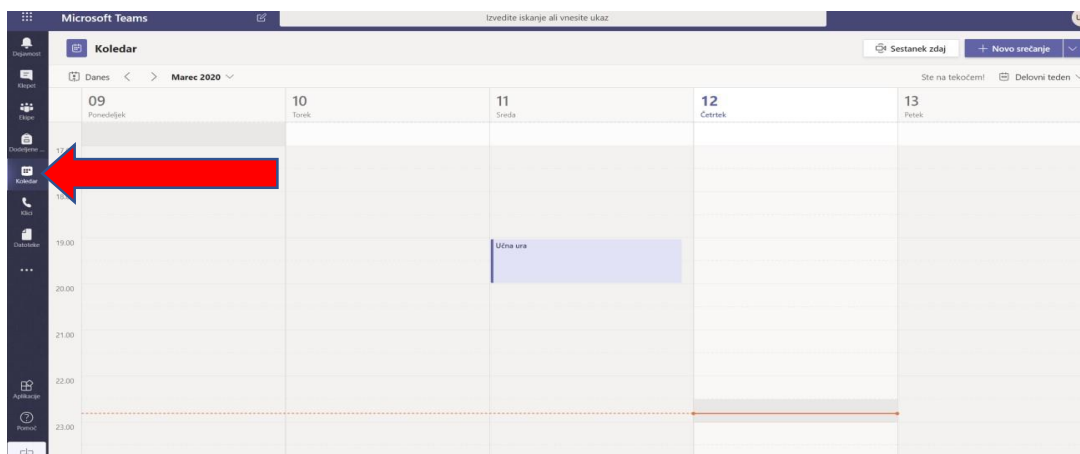 Microsoft Teams
Izvedite iskanje ali vnesite ukaz
Dejavnost
Koledar
Sestanek zdaj
+ Novo srečanje
Klepet
Danes < > Marec 2020
Ste na tekočem!
Delovni teden
Ekipe
09
10
11
12
13
Ponedeljek
Torek
Sreda
Četrtek
Petek
Dodeljene ...
Koledar
Klici
Datoteke
19.00
Učna ura
...
20.00
21.00
22.00
Aplikacije
Pomoč
23.00